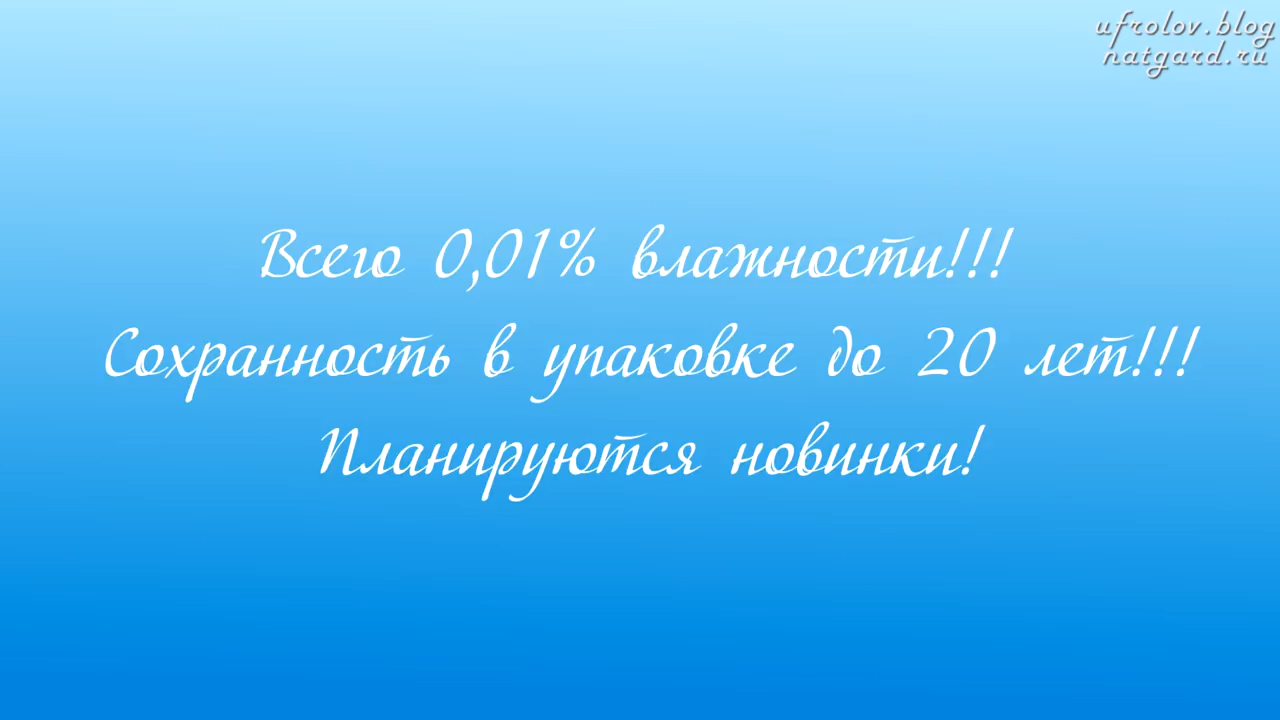 ufrolov.blog
natgard.ru
Всего 0,01% влажности!!!
Сохранность в упаковке до 20 лет!!!
Планируются новинки!